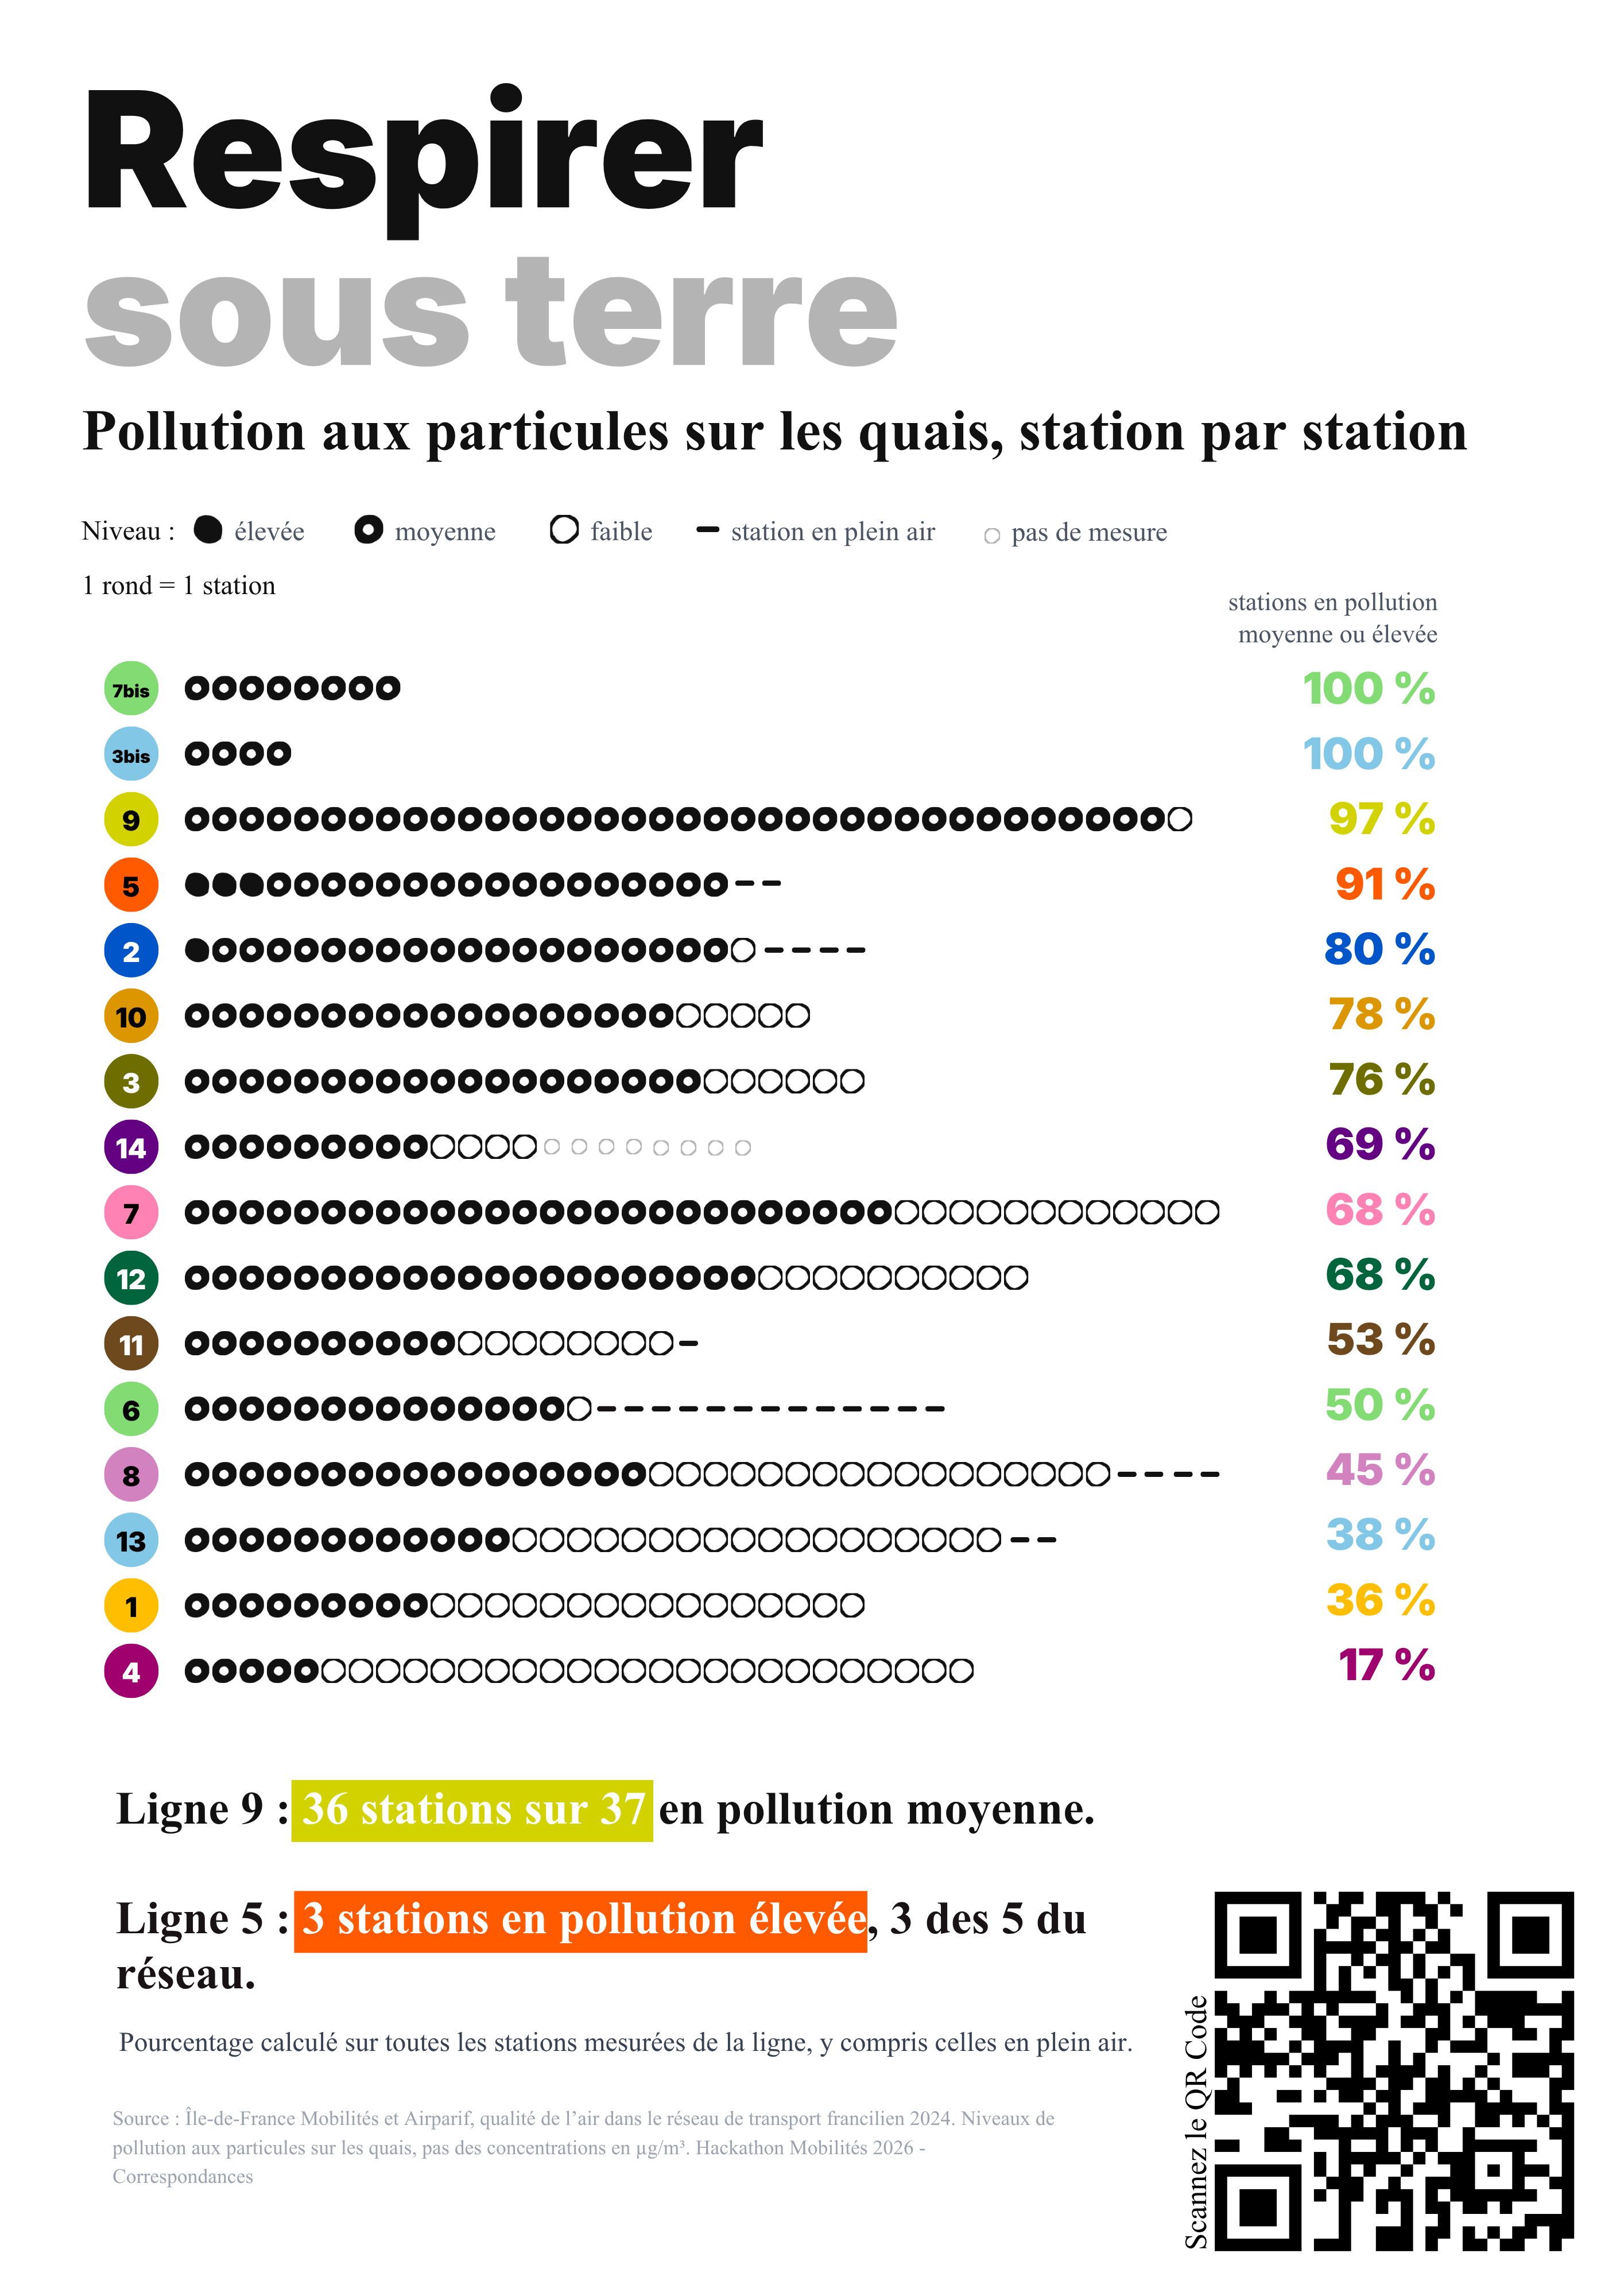 Respirer
sous terre
Pollution aux particules sur les quais, station par station
Niveau : élevée moyenne faible station en plein air pas de mesure
1 rond = 1 station
stations en pollution
moyenne ou élevée
7bis 100 %
3bis 100 %
9 97 %
5 91 %
2 80 %
10 78 %
3 76 %
14 69 %
7 68 %
12 68 %
11 53 %
6 50 %
8 45 %
13 38 %
1 36 %
4 17 %
Ligne 9 : 36 stations sur 37 en pollution moyenne.
Ligne 5 : 3 stations en pollution élevée, 3 des 5 du
réseau.
Pourcentage calculé sur toutes les stations mesurées de la ligne, y compris celles en plein air.
Source : Île-de-France Mobilités et Airparif, qualité de l’air dans le réseau de transport francilien 2024. Niveaux de
pollution aux particules sur les quais, pas des concentrations en µg/m³. Hackathon Mobilités 2026 -
Correspondances
Scannez le QR Code